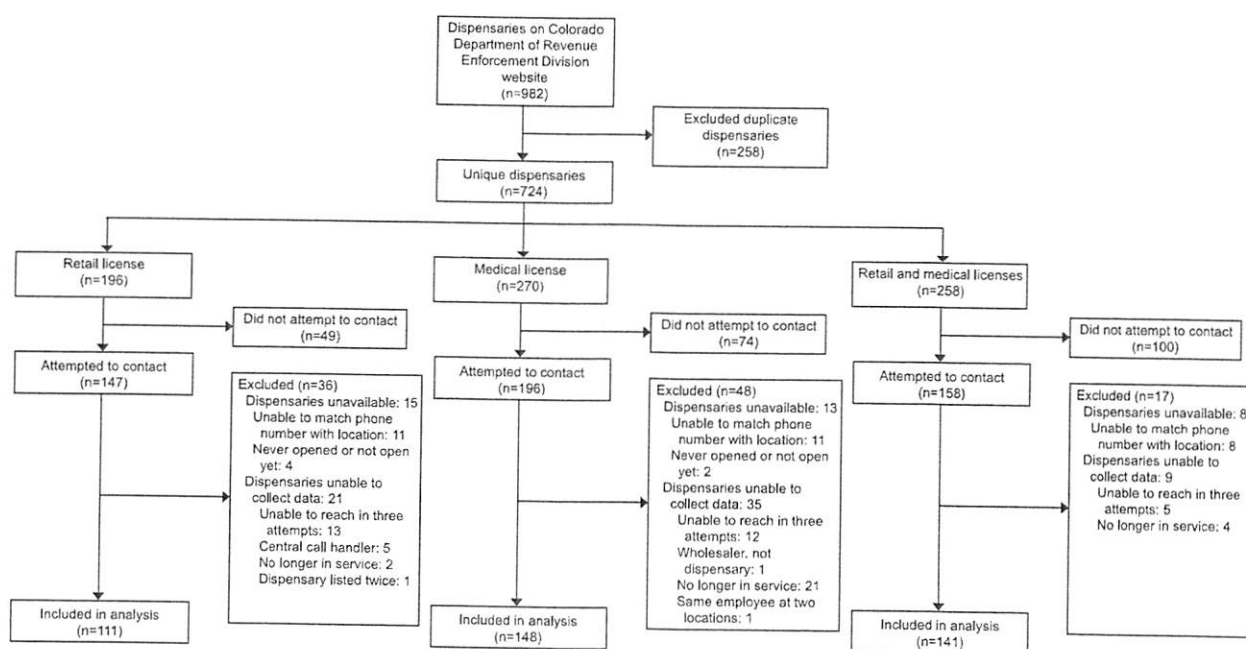 Dispensaries on Colorado
Department of Revenue
Enforcement Division
website
(n=982)
Excluded duplicate
dispensaries
(n=258)
Unique dispensaries
(n=724)
Retail license
(n=196)
Medical license
(n=270)
Retail and medical licenses
(n=258)
Did not attempt to contact
(n=49)
Did not attempt to contact
(n=74)
Did not attempt to contact
(n=100)
Attempted to contact
(n=147)
Attempted to contact
(n=196)
Attempted to contact
(n=158)
Excluded (n=36)
Dispensaries unavailable: 15
Unable to match phone
number with location: 11
Never opened or not open
yet: 4
Dispensaries unable to
collect data: 21
Unable to reach in three
attempts: 13
Central call handler: 5
No longer in service: 2
Dispensary listed twice: 1
Excluded (n=48)
Dispensaries unavailable: 13
Unable to match phone
number with location: 11
Never opened or not open
yet: 2
Dispensaries unable to
collect data: 35
Unable to reach in three
attempts: 12
Wholesaler, not
dispensary: 1
No longer in service: 21
Same employee at two
locations: 1
Excluded (n=17)
Dispensaries unavailable: 8
Unable to match phone
number with location: 8
Dispensaries unable to
collect data: 9
Unable to reach in three
attempts: 5
No longer in service: 4
Included in analysis
(n=111)
Included in analysis
(n=148)
Included in analysis
(n=141)